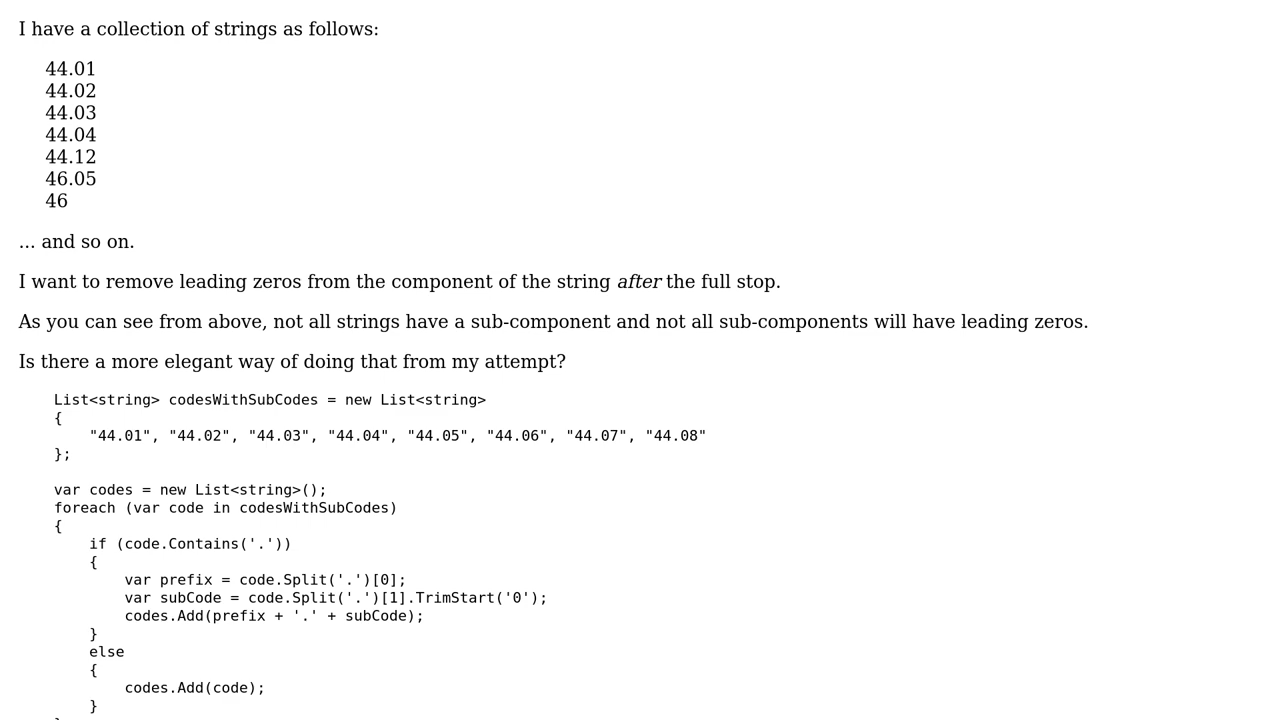 I have a collection of strings as follows:
44.01
44.02
44.03
44.04
44.12
46.05
46
... and so on.
I want to remove leading zeros from the component of the string after the full stop.
As you can see from above, not all strings have a sub-component and not all sub-components will have leading zeros.
Is there a more elegant way of doing that from my attempt?
List<string> codesWithSubCodes = new List<string>
{
    "44.01", "44.02", "44.03", "44.04", "44.05", "44.06", "44.07", "44.08"
};

var codes = new List<string>();
foreach (var code in codesWithSubCodes)
{
    if (code.Contains('.'))
    {
        var prefix = code.Split('.')[0];
        var subCode = code.Split('.')[1].TrimStart('0');
        codes.Add(prefix + '.' + subCode);
    }
    else
    {
        codes.Add(code);
    }